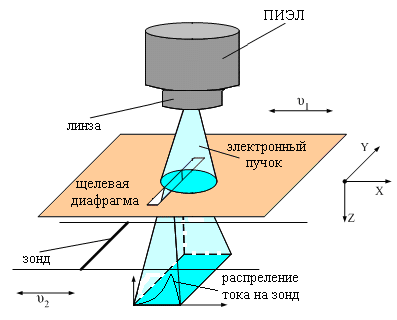 ПИЭЛ
линза
υ1
электронный
пучок
Y
X
Z
щелевая
диафрагма
зонд
υ2
распреление
тока на зонд